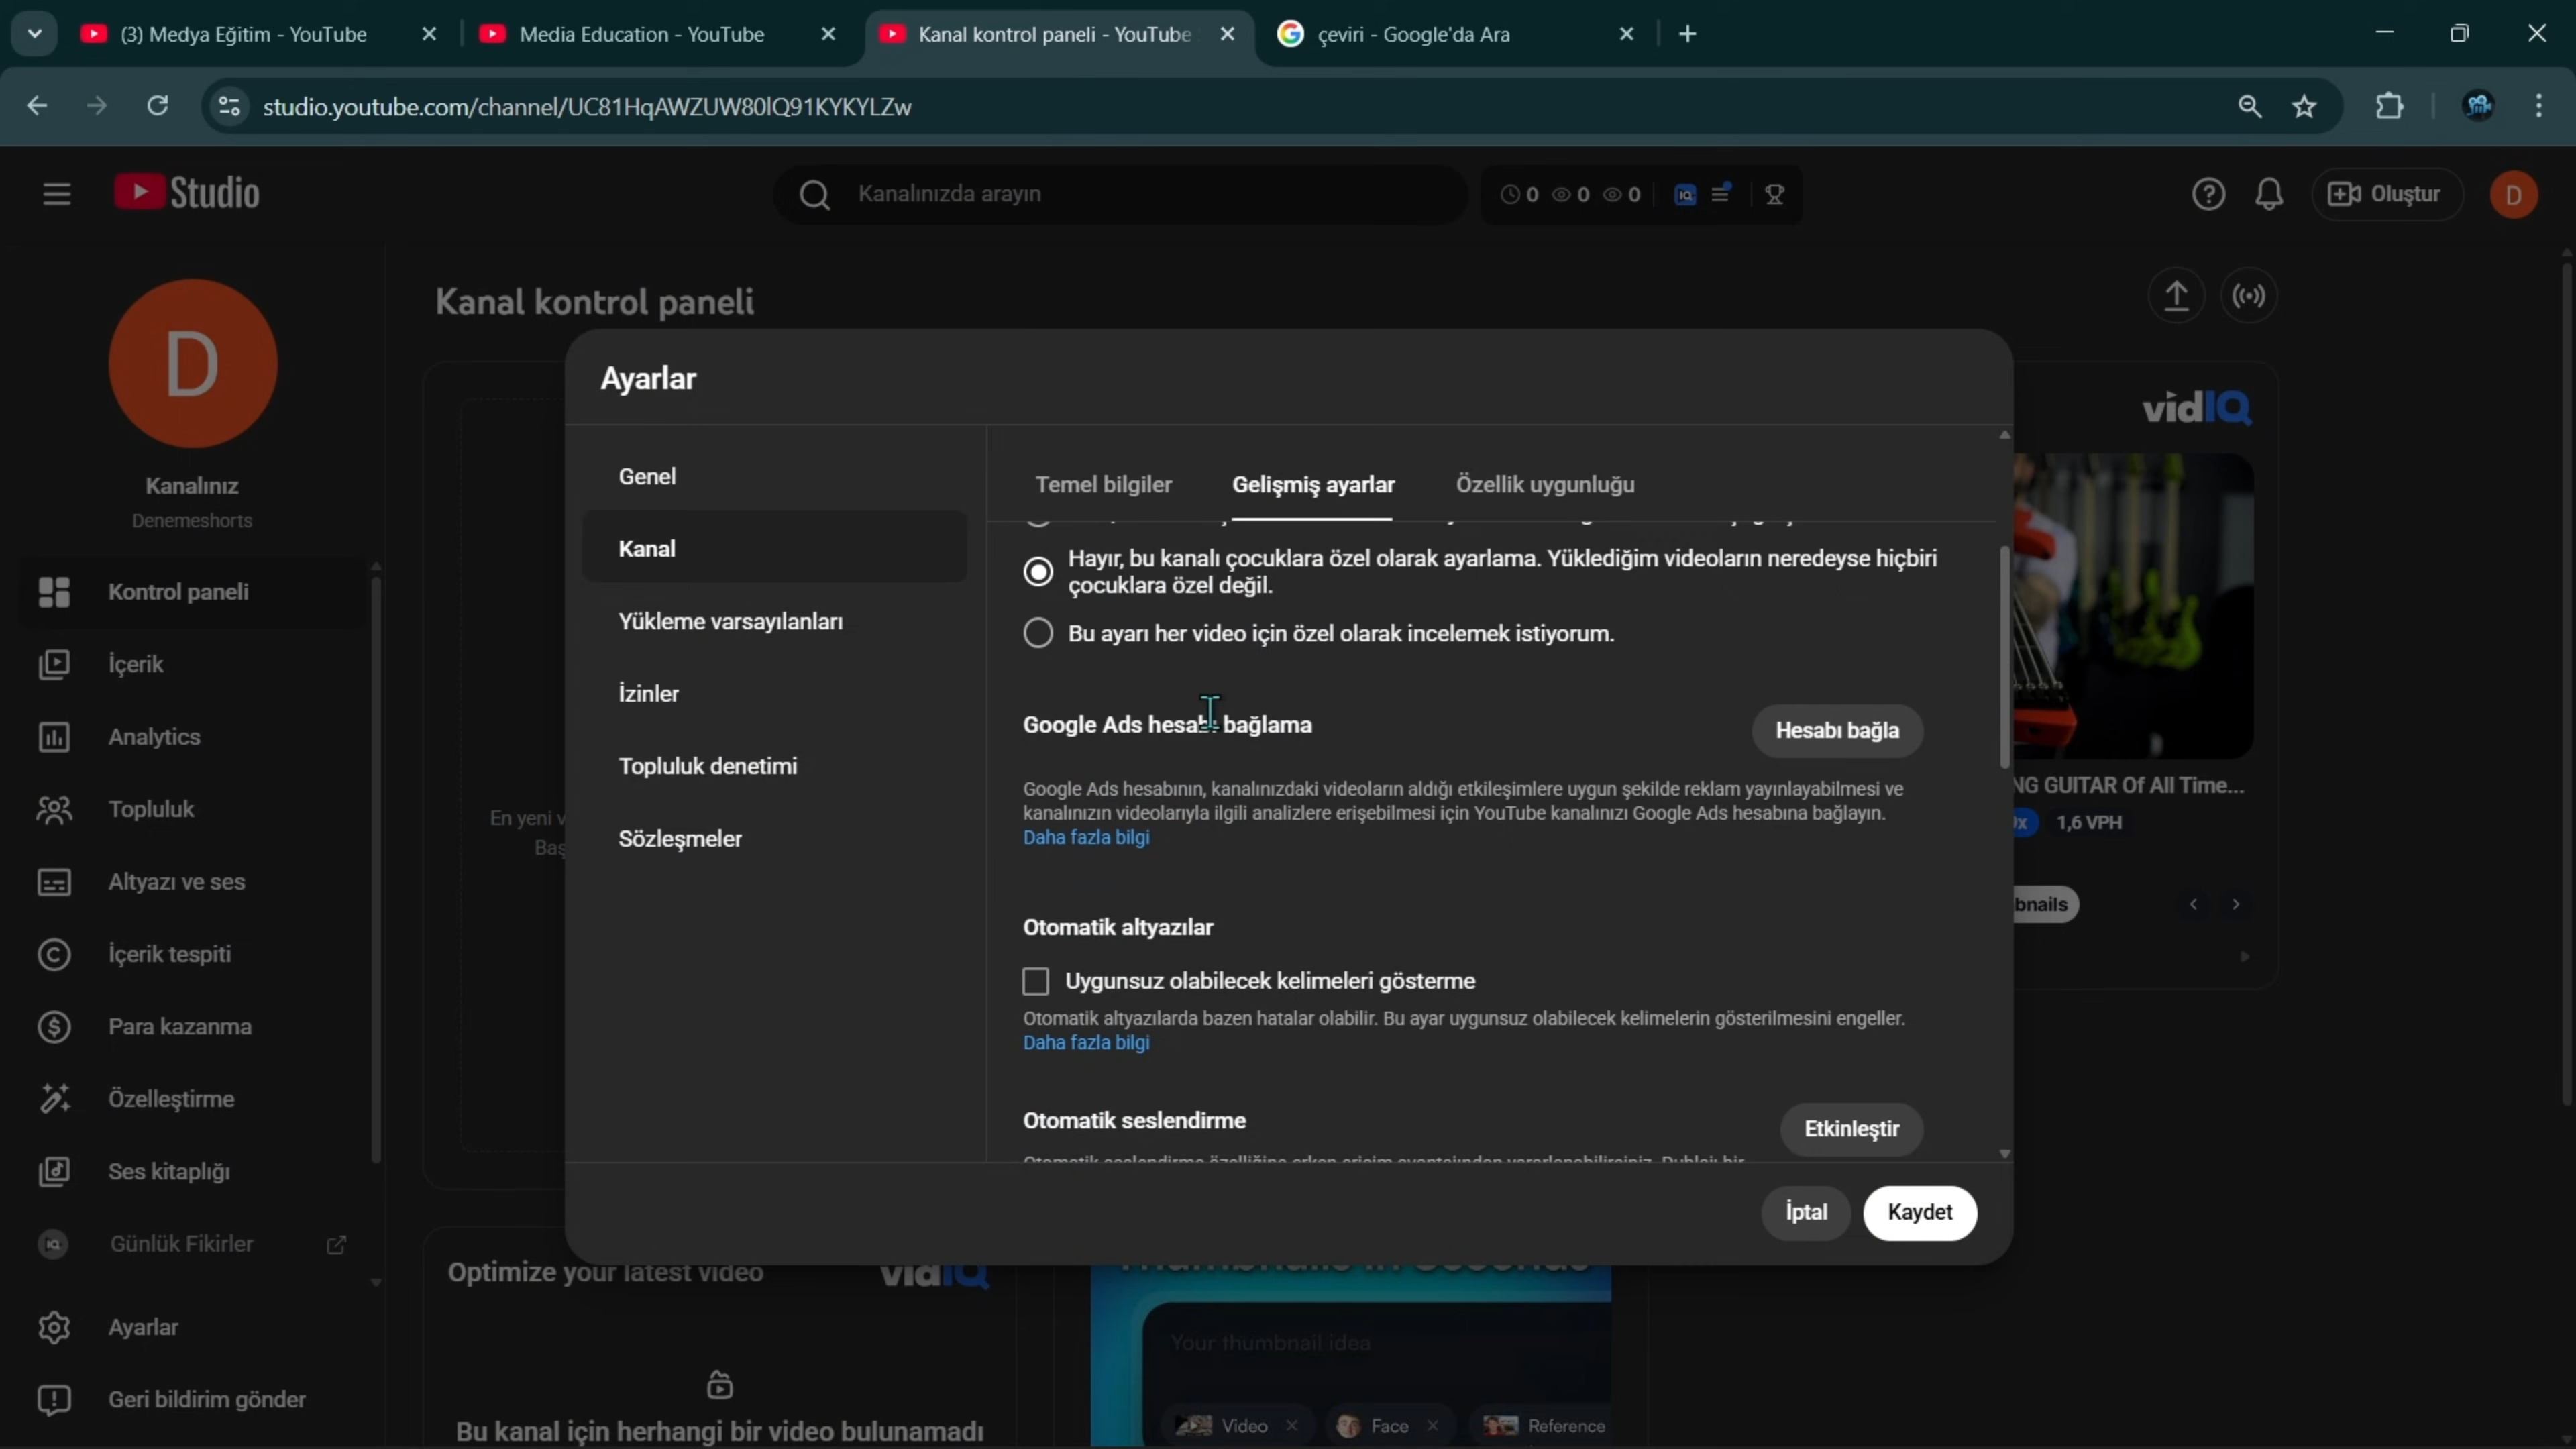 (3) Medya Eğitim - YouTube
Media Education - YouTube
Kanal kontrol paneli - YouTube
çeviri - Google'da Ara
studio.youtube.com/channel/UC81HqAWZUW80lQ91KYKYLZw
Studio
Kanalınızda arayın
0
0
0
IQ
Oluştur
D
D
Kanalınız
Denemeshorts
Kontrol paneli
İçerik
Analytics
Topluluk
Altyazı ve ses
İçerik tespiti
Para kazanma
Özelleştirme
Ses kitaplığı
Günlük Fikirler
Ayarlar
Geri bildirim gönder
Kanal kontrol paneli
En yeni
Ayarlar
Genel
Kanal
Yükleme varsayılanları
İzinler
Topluluk denetimi
Sözleşmeler
Temel bilgiler
Gelişmiş ayarlar
Özellik uygunluğu
Hayır, bu kanalı çocuklara özel olarak ayarlama. Yüklediğim videoların neredeyse hiçbiri
çocuklara özel değil.
Bu ayarı her video için özel olarak incelemek istiyorum.
Google Ads hesabı bağlama
Hesabı bağla
Google Ads hesabının, kanalınızdaki videoların aldığı etkileşimlere uygun şekilde reklam yayınlayabilmesi ve
kanalınızın videolarıyla ilgili analizlere erişebilmesi için YouTube kanalınızı Google Ads hesabına bağlayın.
Daha fazla bilgi
Otomatik altyazılar
Uygunsuz olabilecek kelimeleri gösterme
Otomatik altyazılarda bazen hatalar olabilir. Bu ayar uygunsuz olabilecek kelimelerin gösterilmesini engeller.
Daha fazla bilgi
Otomatik seslendirme
Etkinleştir
İptal
Kaydet
vidIQ
GUITAR Of All Time...
1,6 VPH
Optimize your latest video
vidIQ
Bu kanal için herhangi bir video bulunamadı
Your thumbnail idea
Video
Face
Reference